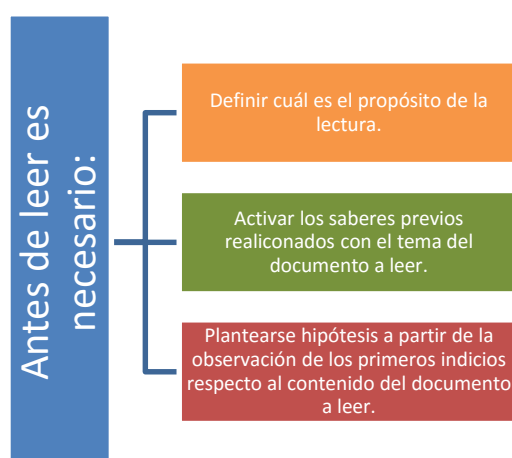 Antes de leer es
necesario:
Definir cuál es el propósito de la
lectura.
Activar los saberes previos
realiconados con el tema del
documento a leer.
Plantearse hipótesis a partir de la
observación de los primeros indicios
respecto al contenido del documento
a leer.